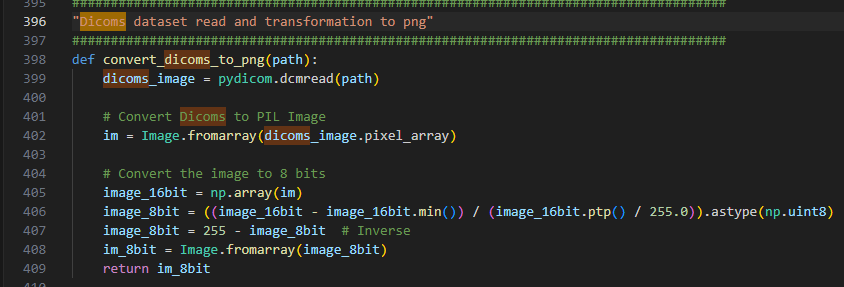 395 #####################################################################################
396 "Dicoms dataset read and transformation to png"
397 #####################################################################################
398 def convert_dicoms_to_png(path):
399     dicoms_image = pydicom.dcmread(path)
400
401     # Convert Dicoms to PIL Image
402     im = Image.fromarray(dicoms_image.pixel_array)
403
404     # Convert the image to 8 bits
405     image_16bit = np.array(im)
406     image_8bit = ((image_16bit - image_16bit.min()) / (image_16bit.ptp() / 255.0)).astype(np.uint8)
407     image_8bit = 255 - image_8bit  # Inverse
408     im_8bit = Image.fromarray(image_8bit)
409     return im_8bit
410